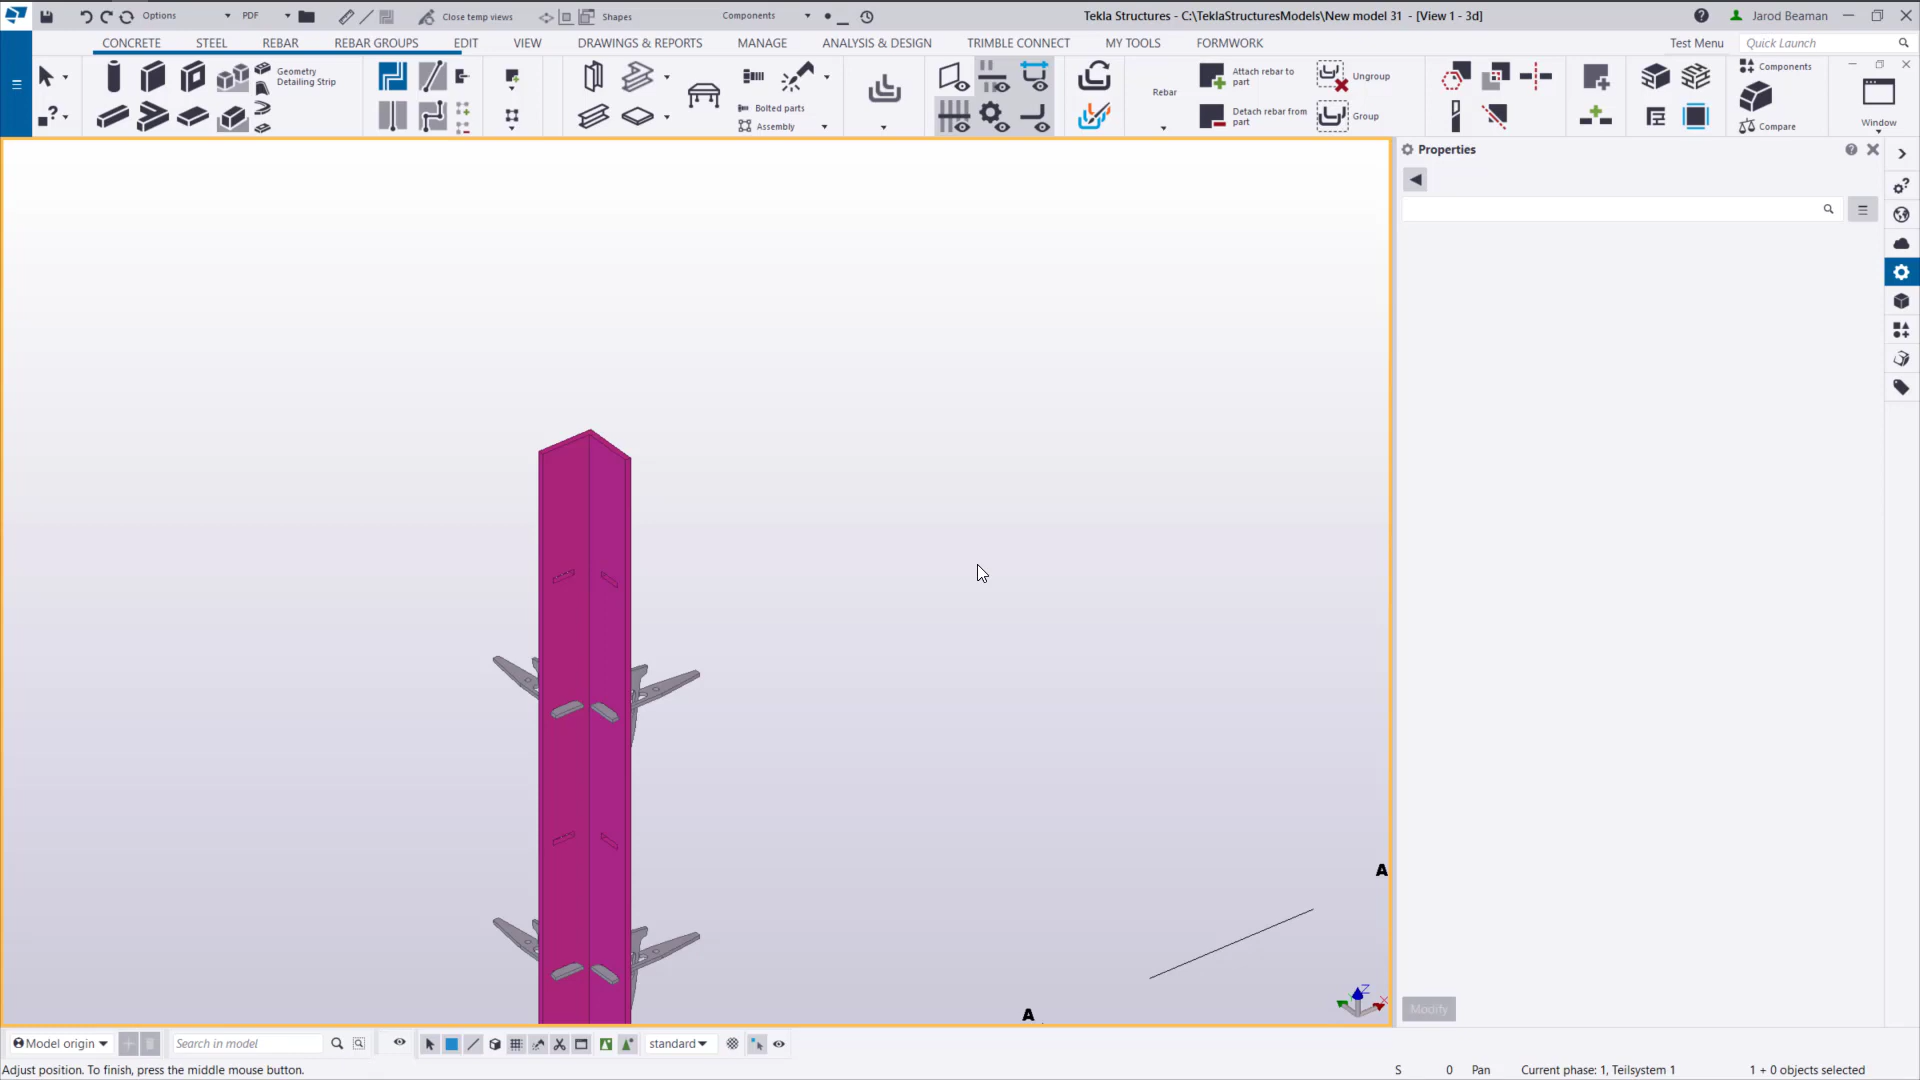 Options
PDF
Close temp views
Shapes
Components
Tekla Structures - C:\TeklaStructuresModels\New model 31 - [View 1 - 3d]
Jarod Beaman
CONCRETE
STEEL
REBAR
REBAR GROUPS
EDIT
VIEW
DRAWINGS & REPORTS
MANAGE
ANALYSIS & DESIGN
TRIMBLE CONNECT
MY TOOLS
FORMWORK
Test Menu
Quick Launch
Geometry
Detailing Strip
Bolted parts
Assembly
Rebar
Attach rebar to
part
Detach rebar from
part
Ungroup
Group
Components
Compare
Window
Properties
A
A
Z
X
Modify
Model origin
Search in model
standard
Adjust position. To finish, press the middle mouse button.
S
0
Pan
Current phase: 1, Teilsystem 1
1 + 0 objects selected